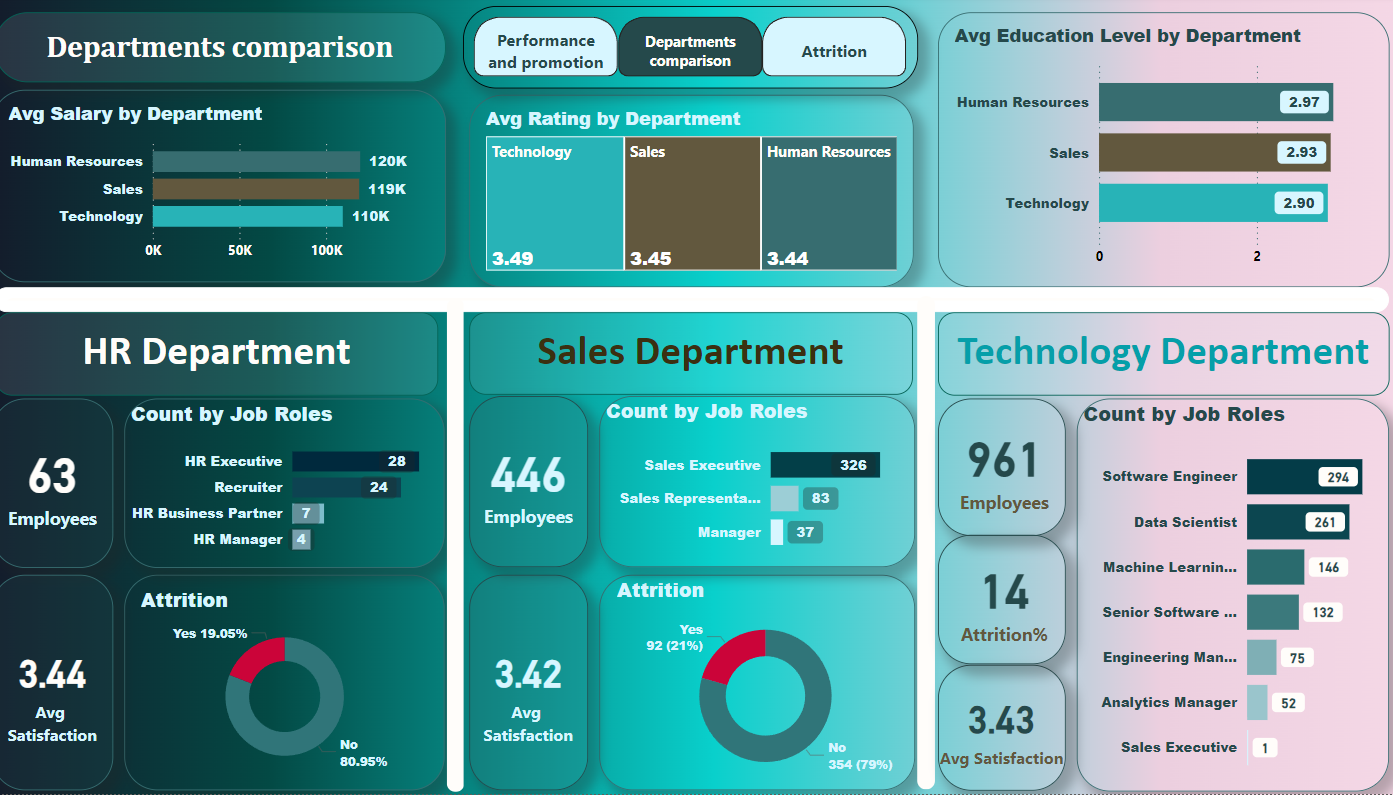 Departments comparison
Performance
and promotion
Departments
comparison
Attrition
Avg Salary by Department
Human Resources 120K
Sales 119K
Technology 110K
0K 50K 100K
Avg Rating by Department
Technology Sales Human Resources
3.49 3.45 3.44
Avg Education Level by Department
Human Resources 2.97
Sales 2.93
Technology 2.90
0 2
HR Department
63
Employees
Count by Job Roles
HR Executive 28
Recruiter 24
HR Business Partner 7
HR Manager 4
3.44
Avg
Satisfaction
Attrition
Yes 19.05%
No
80.95%
Sales Department
446
Employees
Count by Job Roles
Sales Executive 326
Sales Representa... 83
Manager 37
3.42
Avg
Satisfaction
Attrition
Yes
92 (21%)
No
354 (79%)
Technology Department
961
Employees
14
Attrition%
3.43
Avg Satisfaction
Count by Job Roles
Software Engineer 294
Data Scientist 261
Machine Learnin... 146
Senior Software ... 132
Engineering Man... 75
Analytics Manager 52
Sales Executive 1